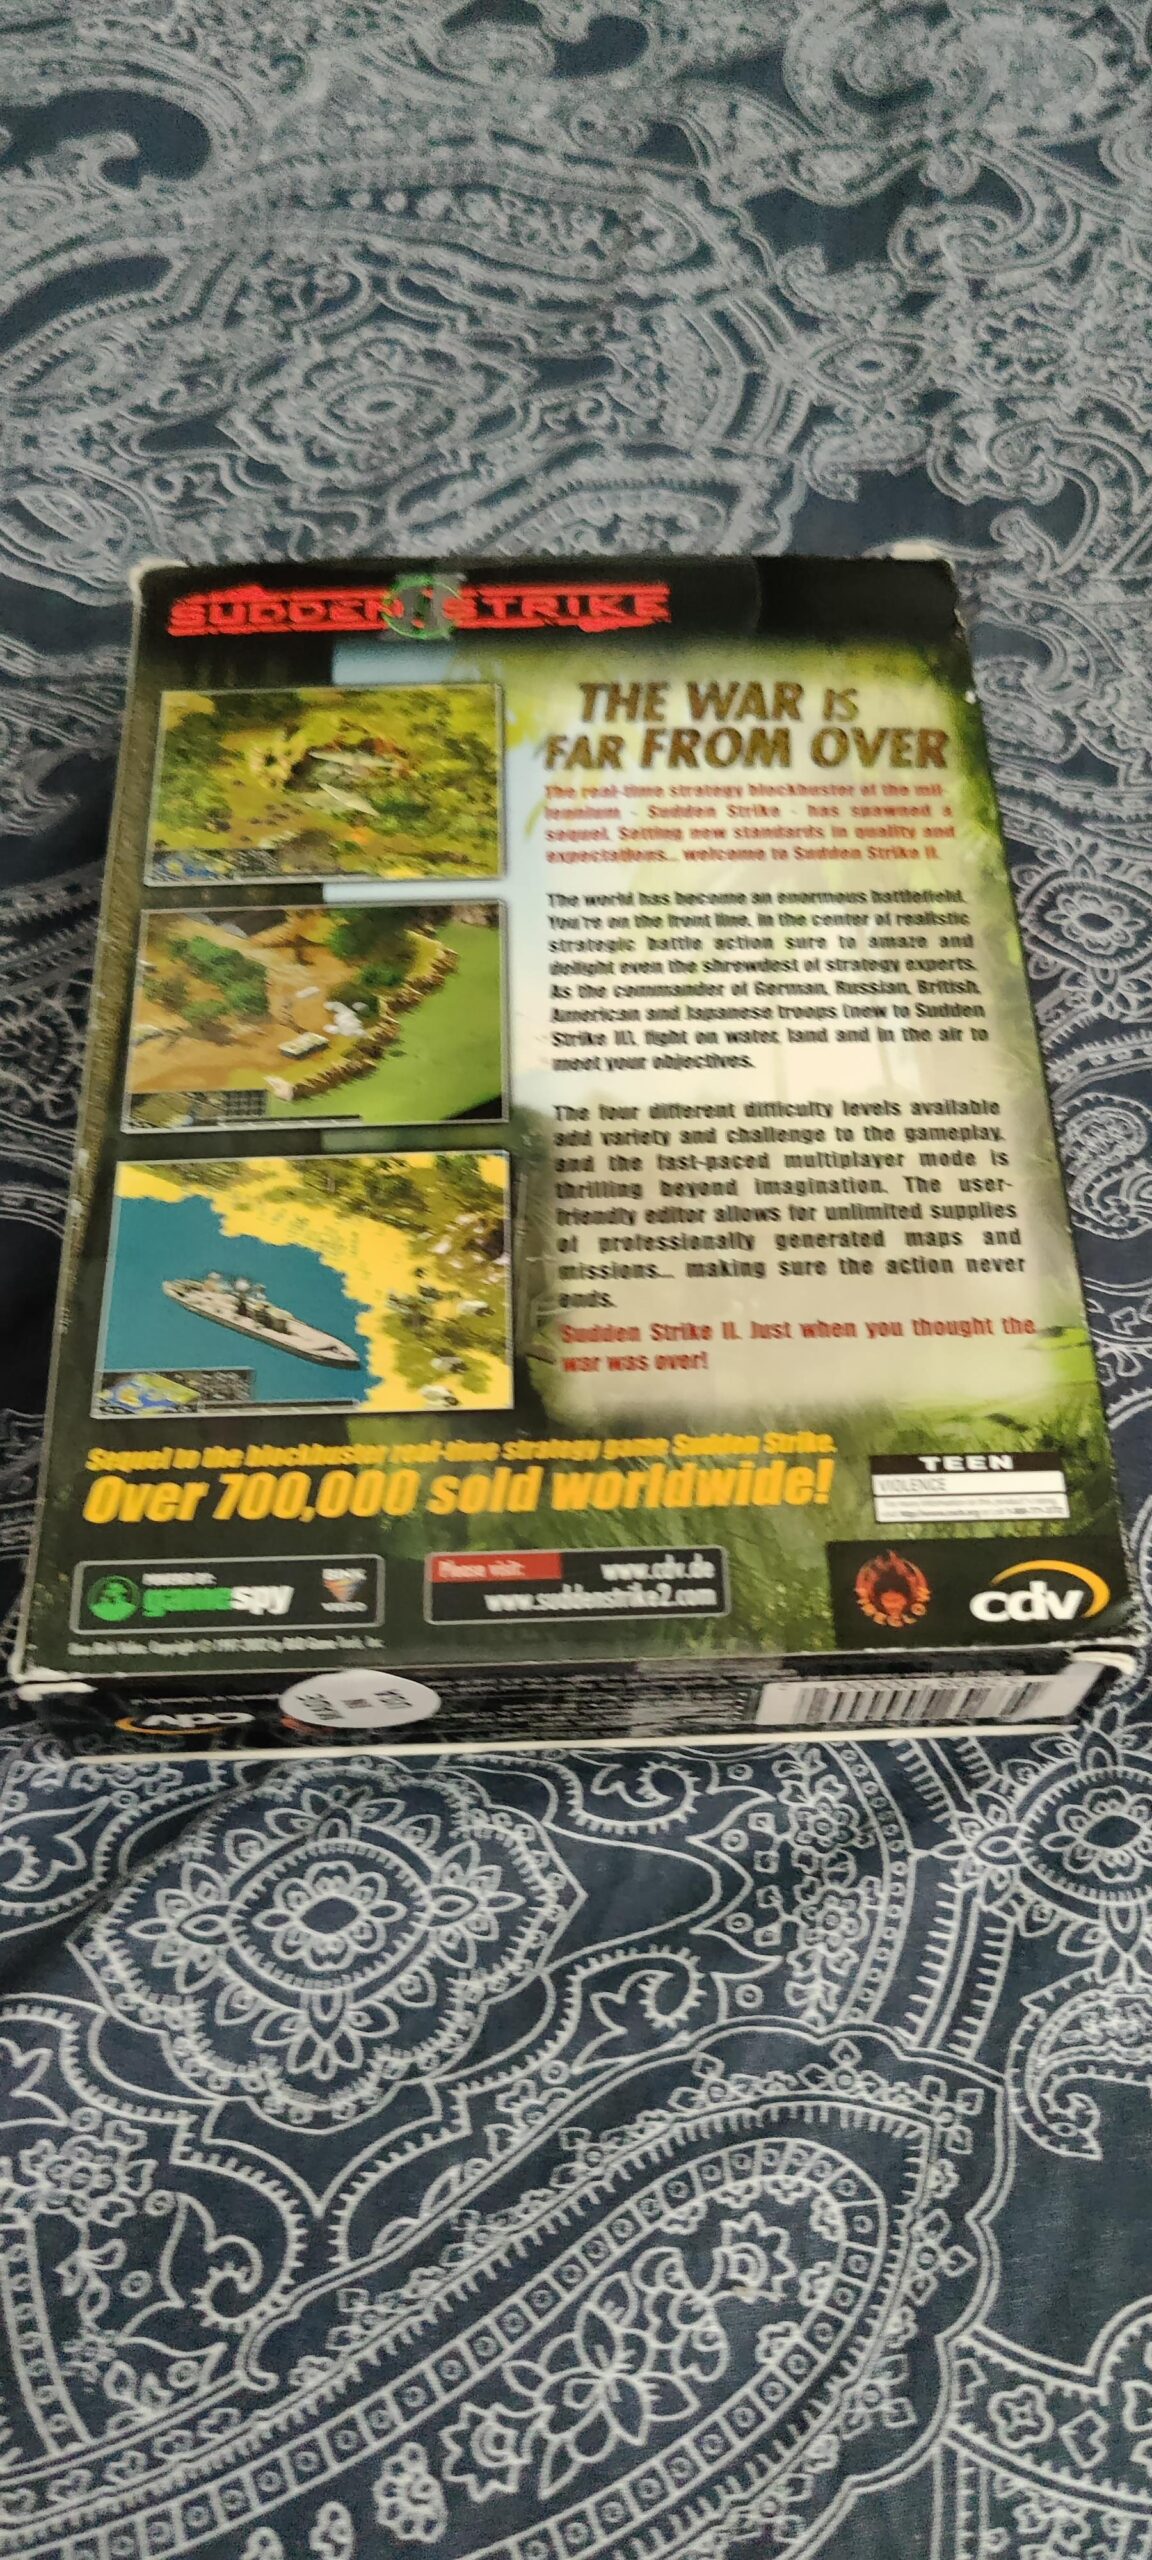 SUDDEN II STRIKE
THE WAR IS
FAR FROM OVER
The real-time strategy blockbuster of the mil-
lennium - Sudden Strike - has spawned a
sequel. Setting new standards in quality and
expectations... welcome to Sudden Strike II.
The world has become an enormous battlefield.
You're on the front line, in the center of realistic
strategic battle action sure to amaze and
delight even the shrewdest of strategy experts.
As the commander of German, Russian, British,
American and Japanese troops (new to Sudden
Strike II), fight on water, land and in the air to
meet your objectives.
The four different difficulty levels available
add variety and challenge to the gameplay,
and the fast-paced multiplayer mode is
thrilling beyond imagination. The user-
friendly editor allows for unlimited supplies
of professionally generated maps and
missions... making sure the action never
ends.
Sudden Strike II. Just when you thought the
war was over!
Sequel to the blockbuster real-time strategy game Sudden Strike.
Over 700,000 sold worldwide!
TEEN
VIOLENCE
POWERED BY
gamespy
BINK
VIDEO
Please visit:
www.cdv.de
www.suddenstrike2.com
cdv
cdv
MADE
IN
USA